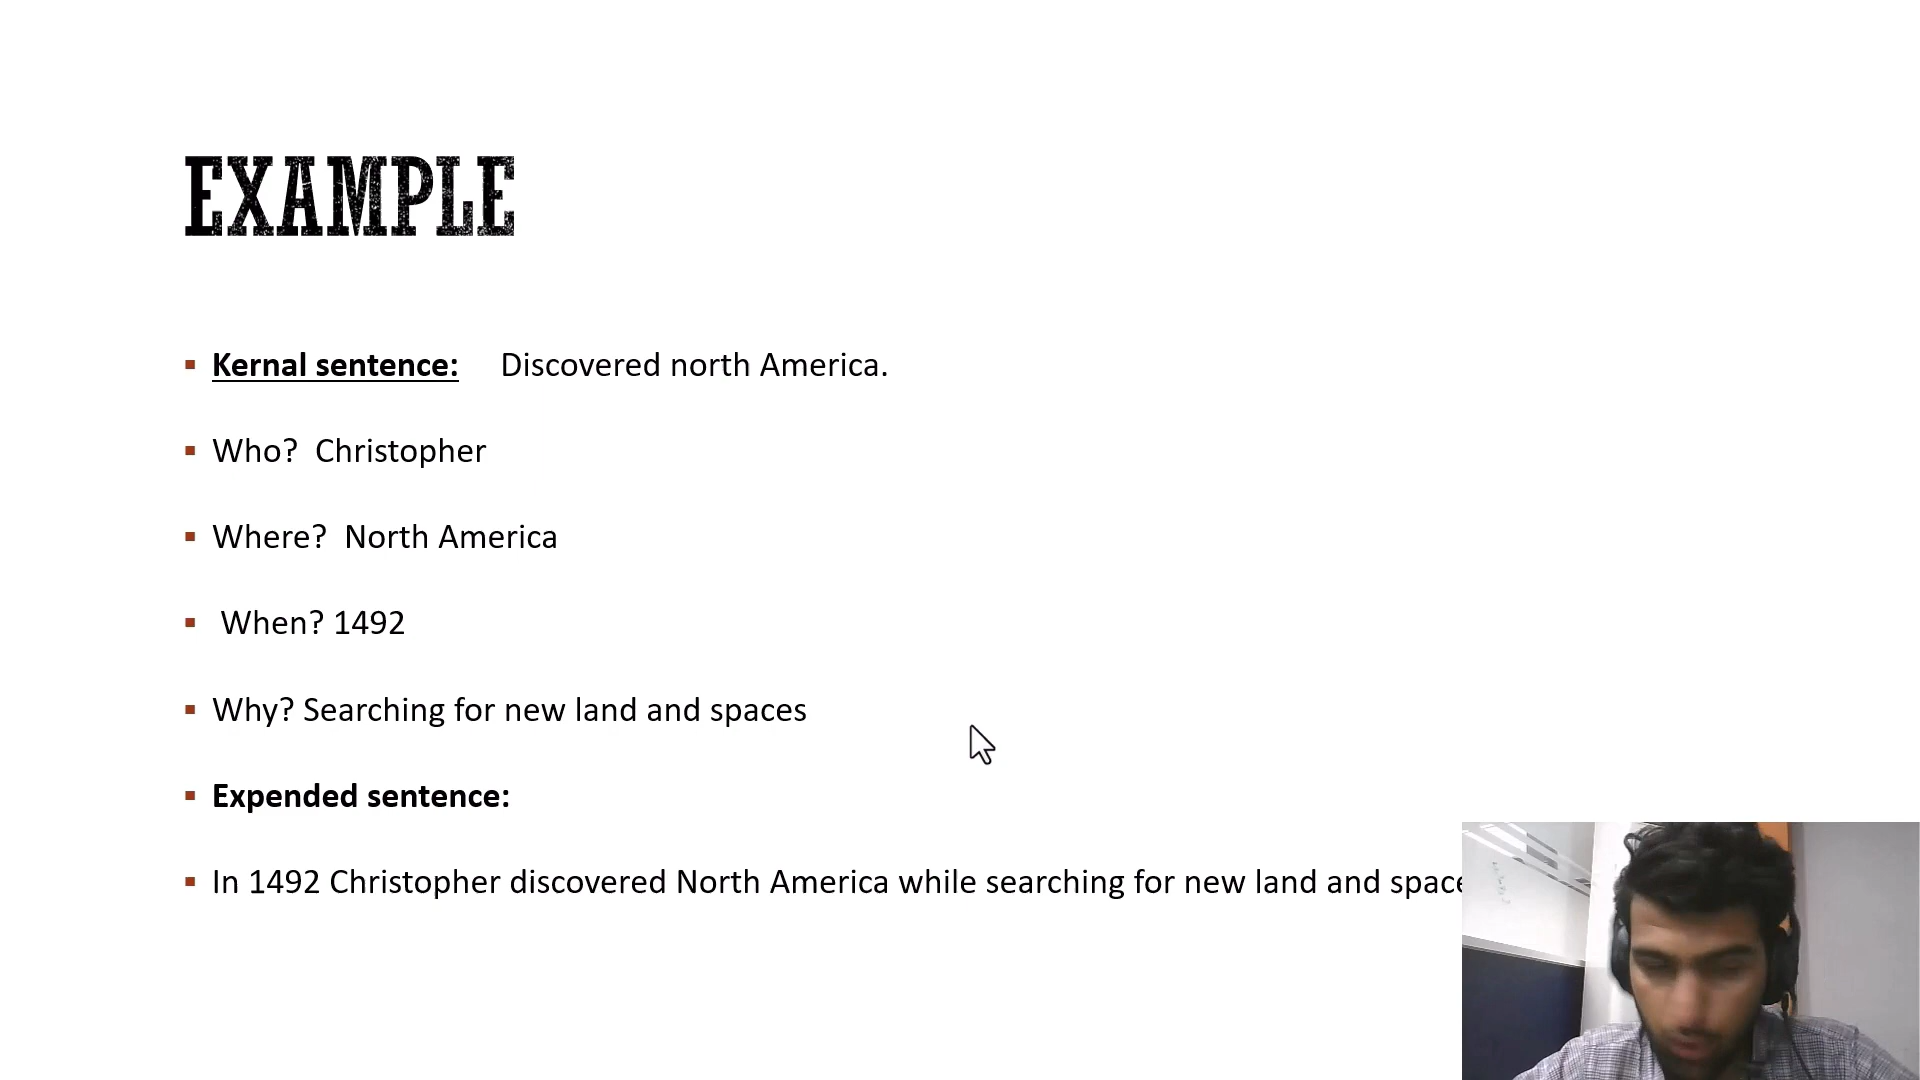 EXAMPLE
Kernal sentence: Discovered north America.
Who? Christopher
Where? North America
When? 1492
Why? Searching for new land and spaces
Expended sentence:
In 1492 Christopher discovered North America while searching for new land and